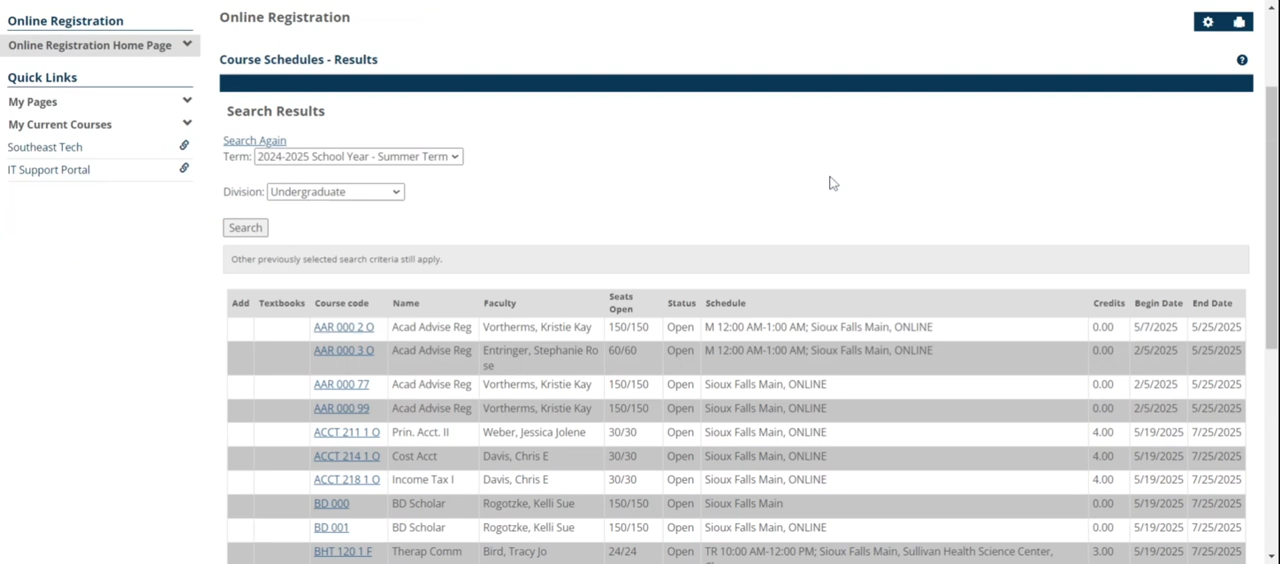 Online Registration
Online Registration Home Page
Quick Links
My Pages
My Current Courses
Southeast Tech
IT Support Portal
Online Registration
Course Schedules - Results
Search Results
Search Again
Term: 2024-2025 School Year - Summer Term
Division: Undergraduate
Search
Other previously selected search criteria still apply.
Add Textbooks Course code Name Faculty Seats Open Status Schedule Credits Begin Date End Date
AAR 000 2 O Acad Advise Reg Vortherms, Kristie Kay 150/150 Open M 12:00 AM-1:00 AM; Sioux Falls Main, ONLINE 0.00 5/7/2025 5/25/2025
AAR 000 3 O Acad Advise Reg Entringer, Stephanie Ro 60/60 Open M 12:00 AM-1:00 AM; Sioux Falls Main, ONLINE 0.00 2/5/2025 5/25/2025
se
AAR 000 77 Acad Advise Reg Vortherms, Kristie Kay 150/150 Open Sioux Falls Main, ONLINE 0.00 2/5/2025 5/25/2025
AAR 000 99 Acad Advise Reg Vortherms, Kristie Kay 150/150 Open Sioux Falls Main, ONLINE 0.00 2/5/2025 5/25/2025
ACCT 211 1 O Prin. Acct. II Weber, Jessica Jolene 30/30 Open Sioux Falls Main, ONLINE 4.00 5/19/2025 7/25/2025
ACCT 214 1 O Cost Acct Davis, Chris E 30/30 Open Sioux Falls Main, ONLINE 4.00 5/19/2025 7/25/2025
ACCT 218 1 O Income Tax I Davis, Chris E 30/30 Open Sioux Falls Main, ONLINE 4.00 5/19/2025 7/25/2025
BD 000 BD Scholar Rogotzke, Kelli Sue 150/150 Open Sioux Falls Main 0.00 5/19/2025 7/25/2025
BD 001 BD Scholar Rogotzke, Kelli Sue 150/150 Open Sioux Falls Main, ONLINE 0.00 5/19/2025 7/25/2025
BHT 120 1 F Therap Comm Bird, Tracy Jo 24/24 Open TR 10:00 AM-12:00 PM; Sioux Falls Main, Sullivan Health Science Center, 3.00 5/19/2025 7/25/2025